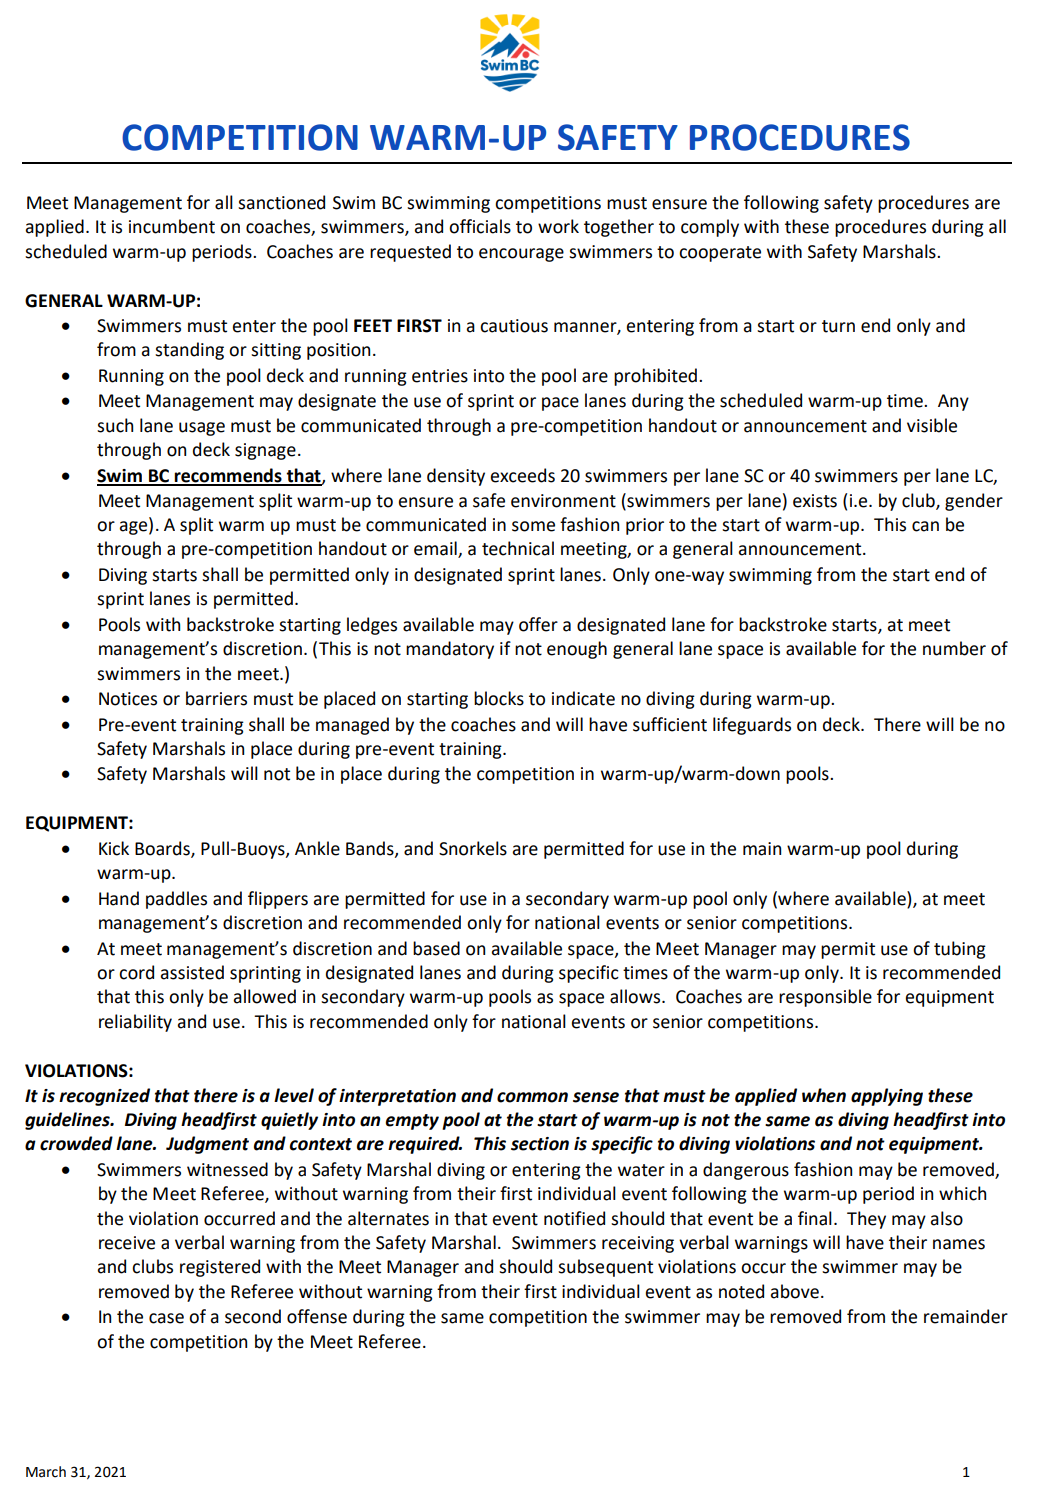 SwimBC
COMPETITION WARM-UP SAFETY PROCEDURES
Meet Management for all sanctioned Swim BC swimming competitions must ensure the following safety procedures are
applied. It is incumbent on coaches, swimmers, and officials to work together to comply with these procedures during all
scheduled warm-up periods.  Coaches are requested to encourage swimmers to cooperate with Safety Marshals.
GENERAL WARM-UP:
• Swimmers must enter the pool FEET FIRST in a cautious manner, entering from a start or turn end only and
from a standing or sitting position.
• Running on the pool deck and running entries into the pool are prohibited.
• Meet Management may designate the use of sprint or pace lanes during the scheduled warm-up time.  Any
such lane usage must be communicated through a pre-competition handout or announcement and visible
through on deck signage.
• Swim BC recommends that, where lane density exceeds 20 swimmers per lane SC or 40 swimmers per lane LC,
Meet Management split warm-up to ensure a safe environment (swimmers per lane) exists (i.e. by club, gender
or age). A split warm up must be communicated in some fashion prior to the start of warm-up.  This can be
through a pre-competition handout or email, a technical meeting, or a general announcement.
• Diving starts shall be permitted only in designated sprint lanes. Only one-way swimming from the start end of
sprint lanes is permitted.
• Pools with backstroke starting ledges available may offer a designated lane for backstroke starts, at meet
management’s discretion. (This is not mandatory if not enough general lane space is available for the number of
swimmers in the meet.)
• Notices or barriers must be placed on starting blocks to indicate no diving during warm-up.
• Pre-event training shall be managed by the coaches and will have sufficient lifeguards on deck.  There will be no
Safety Marshals in place during pre-event training.
• Safety Marshals will not be in place during the competition in warm-up/warm-down pools.
EQUIPMENT:
• Kick Boards, Pull-Buoys, Ankle Bands, and Snorkels are permitted for use in the main warm-up pool during
warm-up.
• Hand paddles and flippers are permitted for use in a secondary warm-up pool only (where available), at meet
management’s discretion and recommended only for national events or senior competitions.
• At meet management’s discretion and based on available space, the Meet Manager may permit use of tubing
or cord assisted sprinting in designated lanes and during specific times of the warm-up only. It is recommended
that this only be allowed in secondary warm-up pools as space allows.  Coaches are responsible for equipment
reliability and use.  This is recommended only for national events or senior competitions.
VIOLATIONS:
It is recognized that there is a level of interpretation and common sense that must be applied when applying these
guidelines.  Diving headfirst quietly into an empty pool at the start of warm-up is not the same as diving headfirst into
a crowded lane.  Judgment and context are required.  This section is specific to diving violations and not equipment.
• Swimmers witnessed by a Safety Marshal diving or entering the water in a dangerous fashion may be removed,
by the Meet Referee, without warning from their first individual event following the warm-up period in which
the violation occurred and the alternates in that event notified should that event be a final.  They may also
receive a verbal warning from the Safety Marshal.  Swimmers receiving verbal warnings will have their names
and clubs registered with the Meet Manager and should subsequent violations occur the swimmer may be
removed by the Referee without warning from their first individual event as noted above.
• In the case of a second offense during the same competition the swimmer may be removed from the remainder
of the competition by the Meet Referee.
March 31, 2021 1